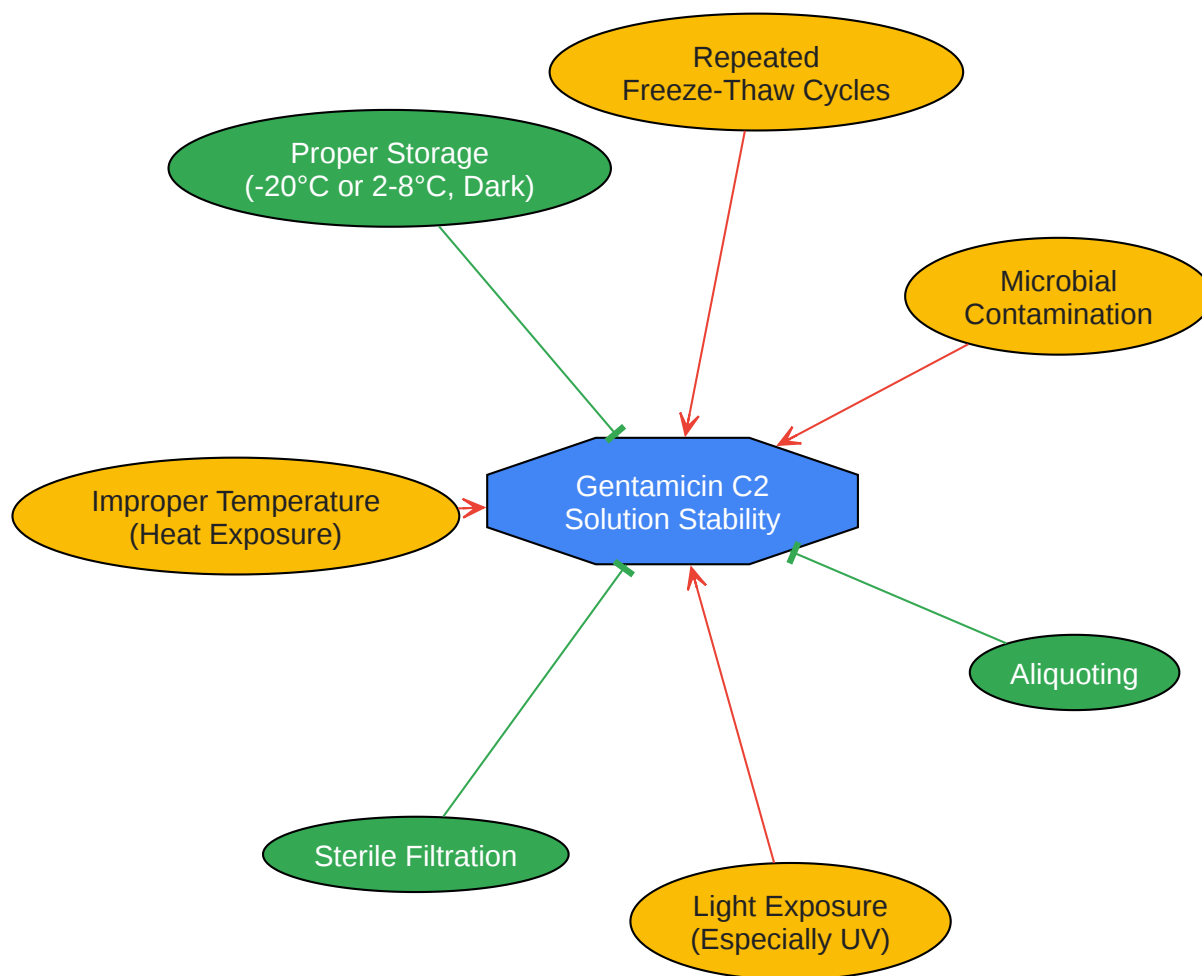 Repeated
Freeze-Thaw Cycles
Proper Storage
(-20°C or 2-8°C, Dark)
Microbial
Contamination
Improper Temperature
(Heat Exposure)
Gentamicin C2
Solution Stability
Aliquoting
Sterile Filtration
Light Exposure
(Especially UV)